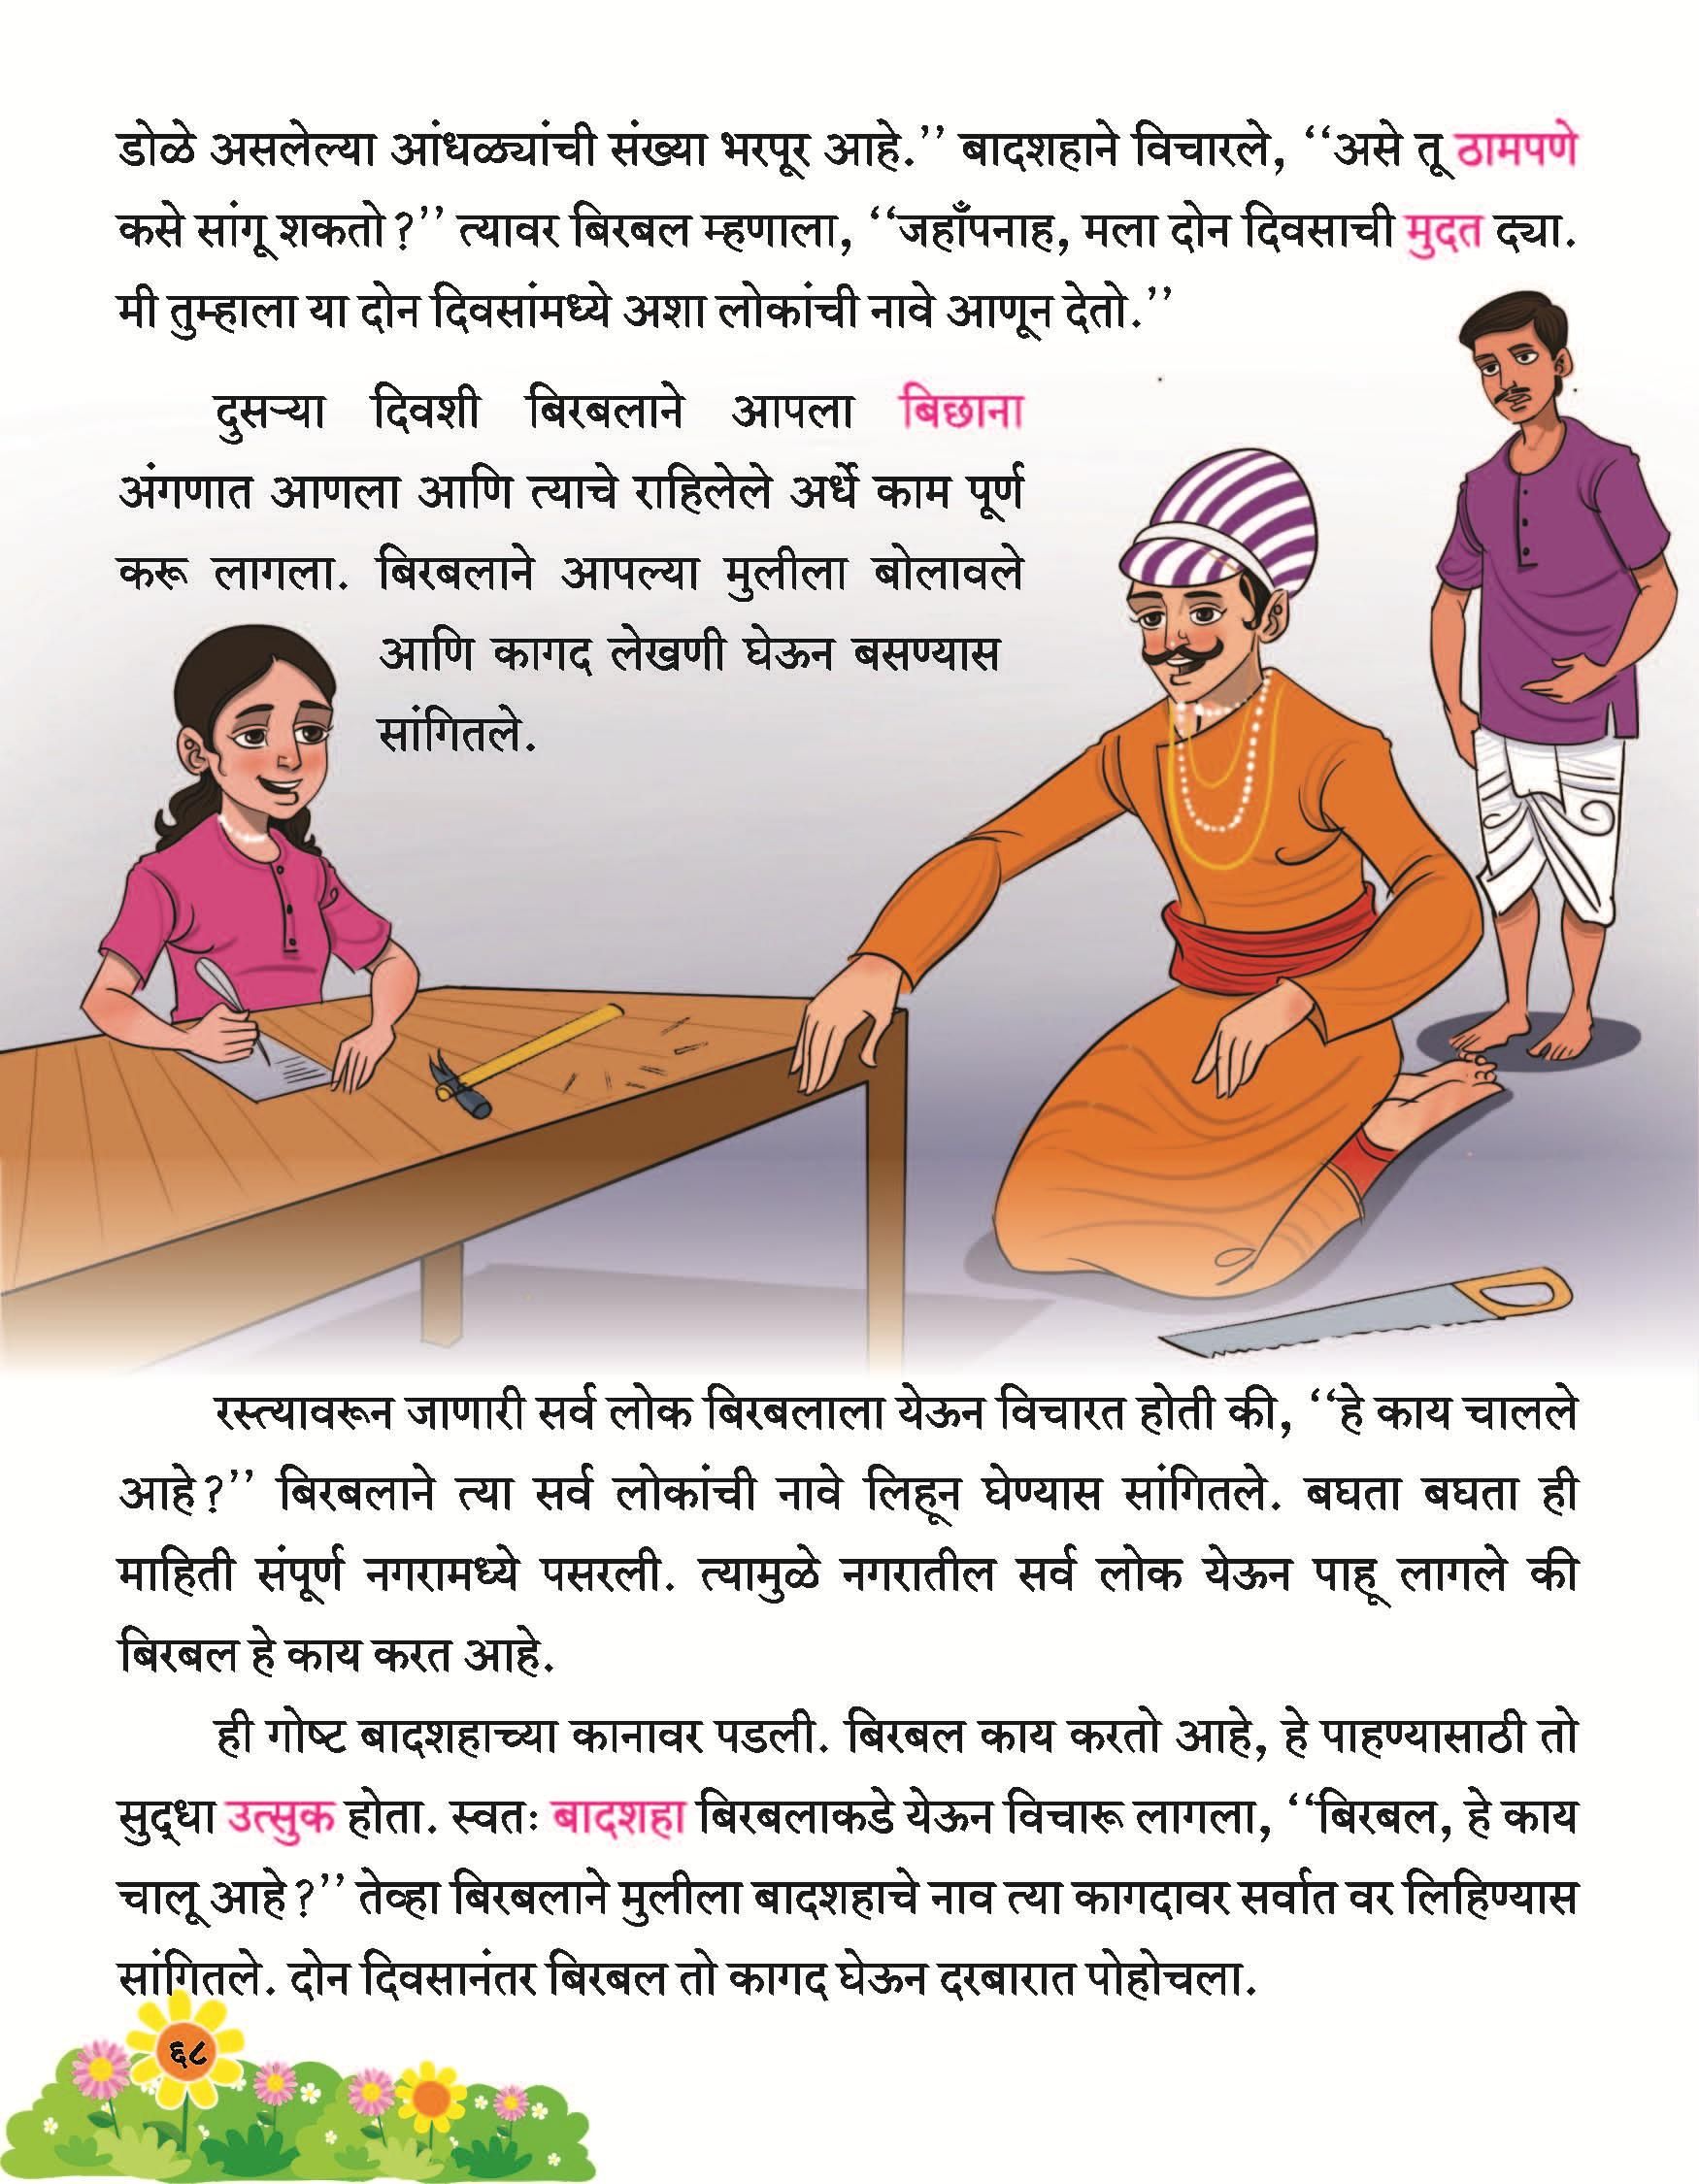 डोळे असलेल्या आंधळ्यांची संख्या भरपूर आहे.’’ बादशहाने विचारले, ‘‘असे तू ठामपणे
कसे सांगू शकतो?’’ त्यावर बिरबल म्हणाला, ‘‘जहाँपनाह, मला दोन दिवसाची मुदत द्या.
मी तुम्हाला या दोन दिवसांमध्ये अशा लोकांची नावे आणून देतो.’’
दुसऱ्या दिवशी बिरबलाने आपला बिछाना
अंगणात आणला आणि त्याचे राहिलेले अर्धे काम पूर्ण
करू लागला. बिरबलाने आपल्या मुलीला बोलावले
आणि कागद लेखणी घेऊन बसण्यास
सांगितले.
रस्त्यावरून जाणारी सर्व लोक बिरबलाला येऊन विचारत होती की, ‘‘हे काय चालले
आहे?’’ बिरबलाने त्या सर्व लोकांची नावे लिहून घेण्यास सांगितले. बघता बघता ही
माहिती संपूर्ण नगरामध्ये पसरली. त्यामुळे नगरातील सर्व लोक येऊन पाहू लागले की
बिरबल हे काय करत आहे.
ही गोष्ट बादशहाच्या कानावर पडली. बिरबल काय करतो आहे, हे पाहण्यासाठी तो
सुद्धा उत्सुक होता. स्वतः बादशहा बिरबलाकडे येऊन विचारू लागला, ‘‘बिरबल, हे काय
चालू आहे?’’ तेव्हा बिरबलाने मुलीला बादशहाचे नाव त्या कागदावर सर्वात वर लिहिण्यास
सांगितले. दोन दिवसानंतर बिरबल तो कागद घेऊन दरबारात पोहोचला.
६८